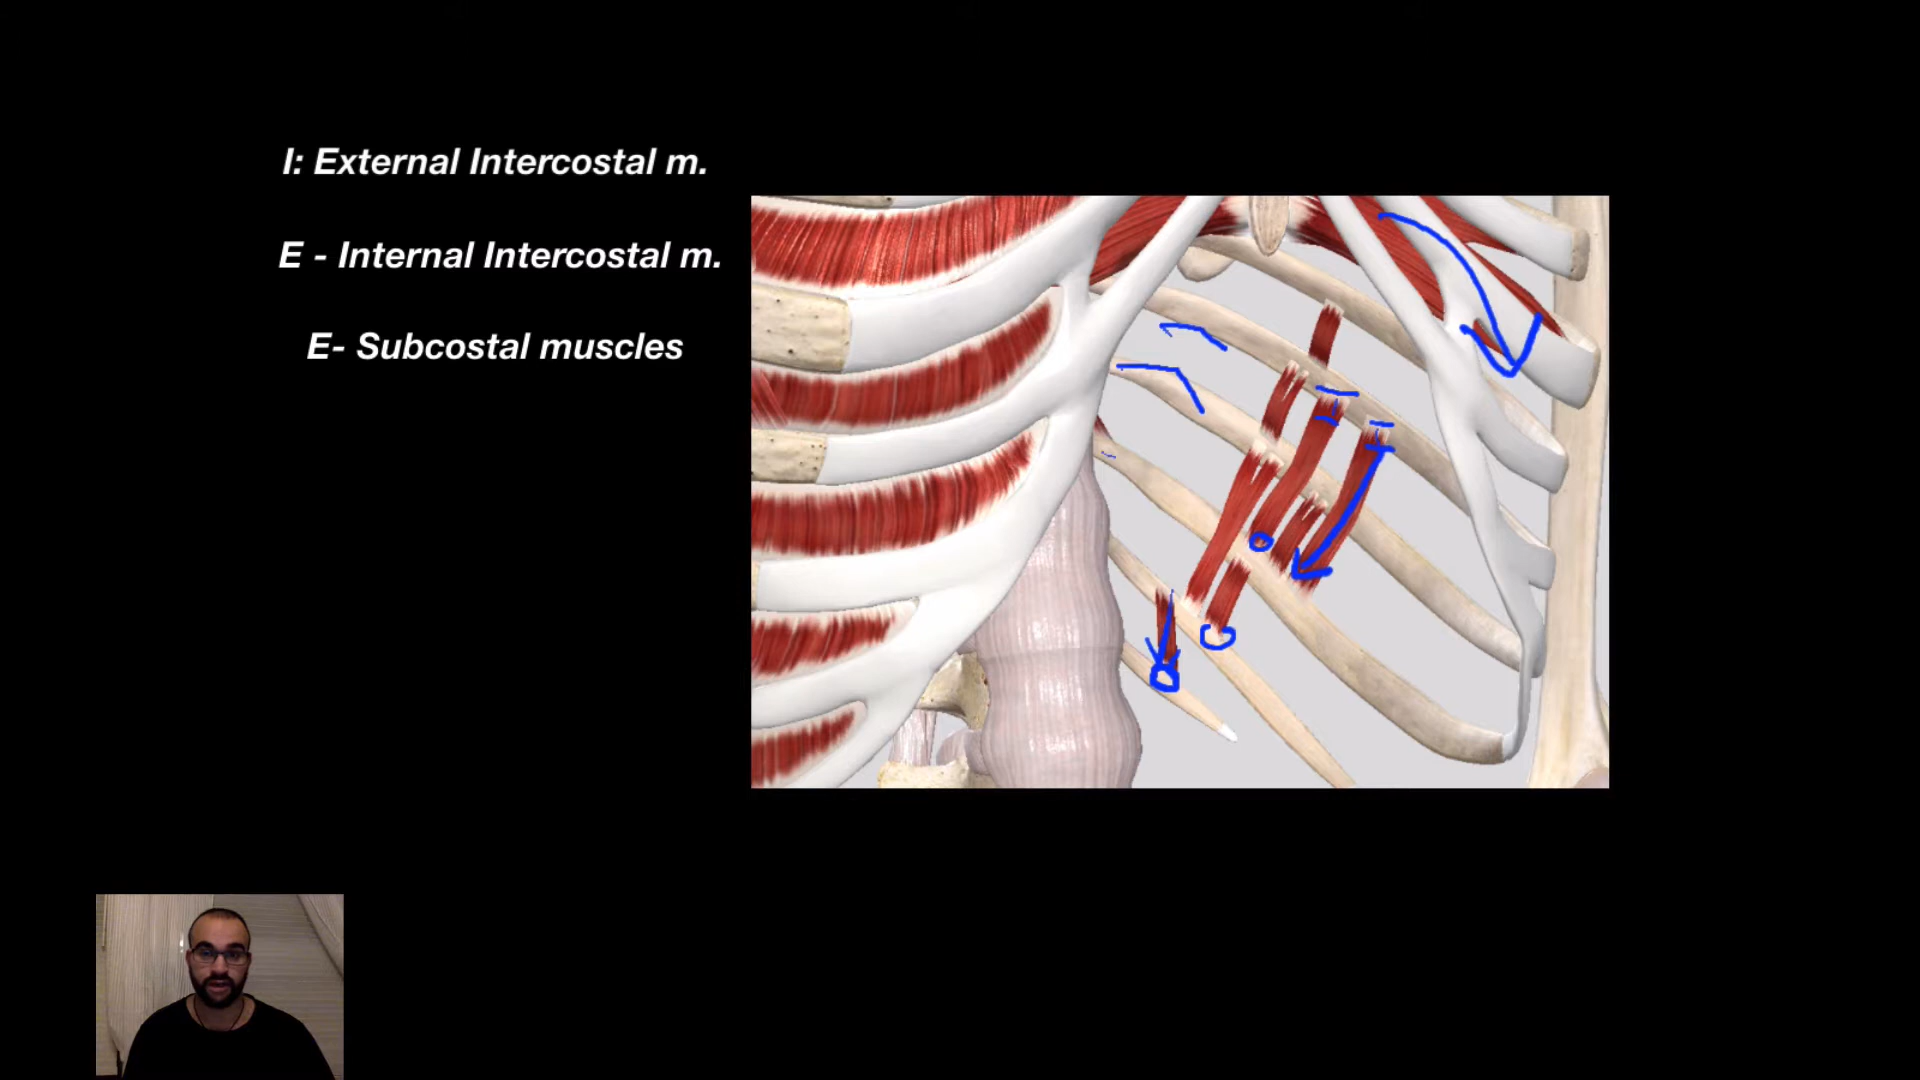 I: External Intercostal m.
E - Internal Intercostal m.
E- Subcostal muscles